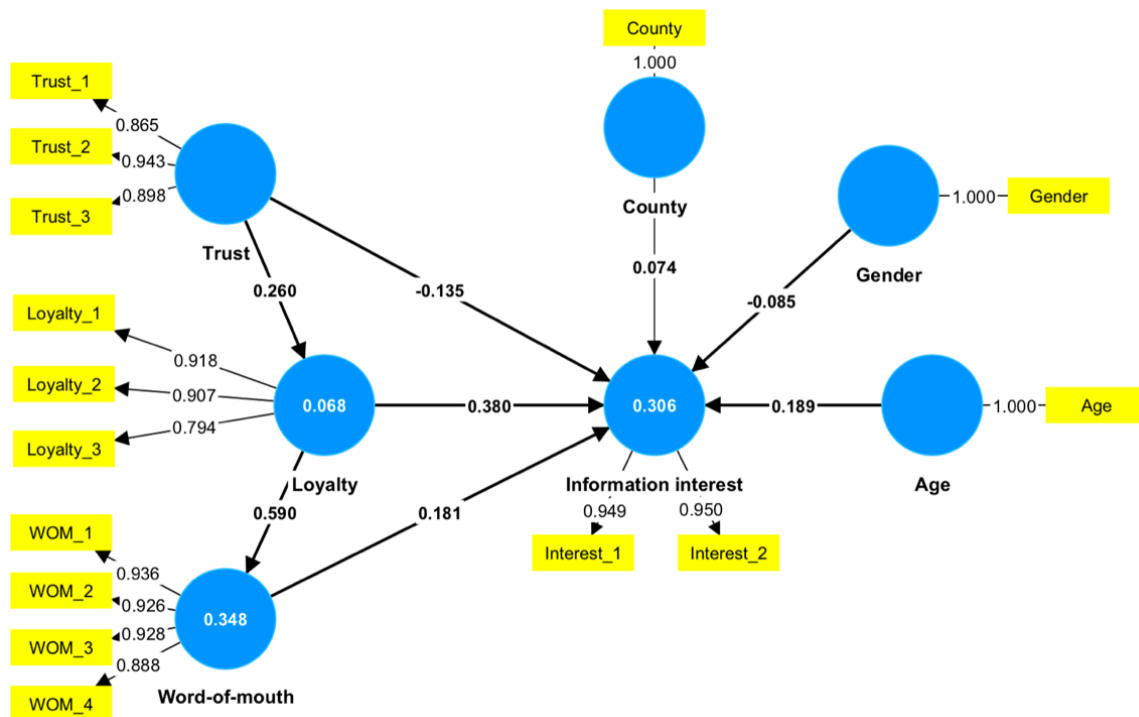 County
1.000
Trust_1
0.865
Trust_2
0.943
0.898
Trust_3
Trust
County
1.000
Gender
Gender
0.074
0.260
-0.135
-0.085
Loyalty_1
0.918
Loyalty_2
0.907
0.794
Loyalty_3
0.068
Loyalty
0.380
0.306
Information interest
0.189
1.000
Age
Age
0.949
0.950
Interest_1
Interest_2
0.590
0.181
WOM_1
0.936
WOM_2
0.926
WOM_3
0.928
0.888
WOM_4
0.348
Word-of-mouth